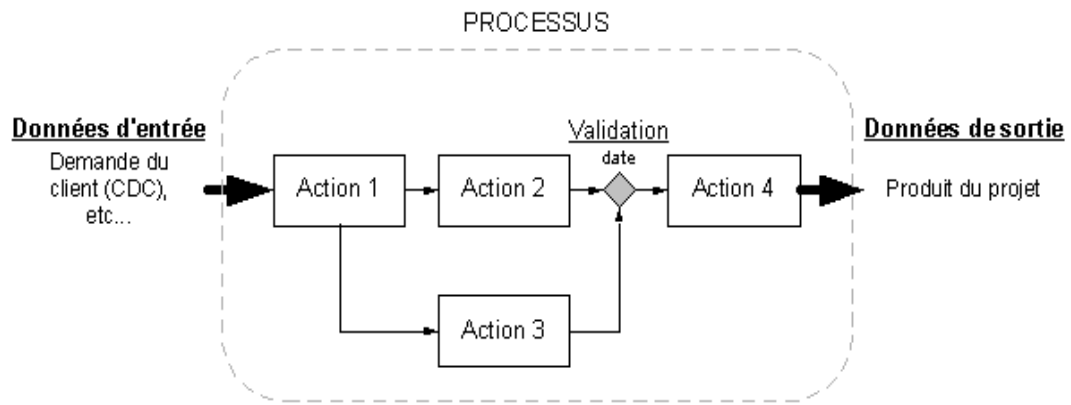 PROCESSUS
Données d'entrée
Demande du
client (CDC),
etc...
Action 1
Action 2
Validation
date
Action 4
Action 3
Données de sortie
Produit du projet